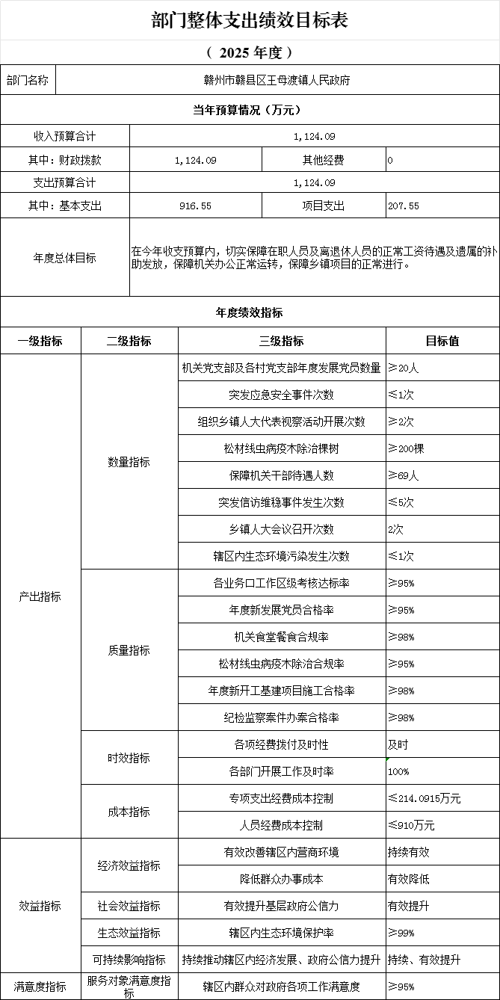 部门整体支出绩效目标表
（ 2025 年度 ）
部门名称 赣州市赣县区王母渡镇人民政府
当年预算情况（万元）
收入预算合计 1,124.09
其中：财政拨款 1,124.09 其他经费 0
支出预算合计 1,124.09
其中：基本支出 916.55 项目支出 207.55
年度总体目标 在今年收支预算内，切实保障在职人员及离退休人员的正常工资待遇及遗属的补
助发放，保障机关办公正常运转，保障乡镇项目的正常进行。
年度绩效指标
一级指标 二级指标 三级指标 目标值
产出指标 数量指标 机关党支部及各村党支部年度发展党员数量 ≥20人
突发应急安全事件次数 ≤1次
组织乡镇人大代表视察活动开展次数 ≥2次
松材线虫病疫木除治棵树 ≥200棵
保障机关干部待遇人数 ≥69人
突发信访维稳事件发生次数 ≤5次
乡镇人大会议召开次数 2次
辖区内生态环境污染发生次数 ≤1次
质量指标 各业务口工作区级考核达标率 ≥95%
年度新发展党员合格率 ≥95%
机关食堂餐食合规率 ≥98%
松材线虫病疫木除治合规率 ≥95%
年度新开工基建项目施工合格率 ≥98%
纪检监察案件办案合格率 ≥98%
时效指标 各项经费拨付及时性 及时
各部门开展工作及时率 100%
成本指标 专项支出经费成本控制 ≤214.0915万元
人员经费成本控制 ≤910万元
效益指标 经济效益指标 有效改善辖区内营商环境 持续有效
降低群众办事成本 有效降低
社会效益指标 有效提升基层政府公信力 有效提升
生态效益指标 辖区内生态环境保护率 ≥99%
可持续影响指标 持续推动辖区内经济发展、政府公信力提升 持续、有效提升
满意度指标 服务对象满意度指
标 辖区内群众对政府各项工作满意度 ≥95%